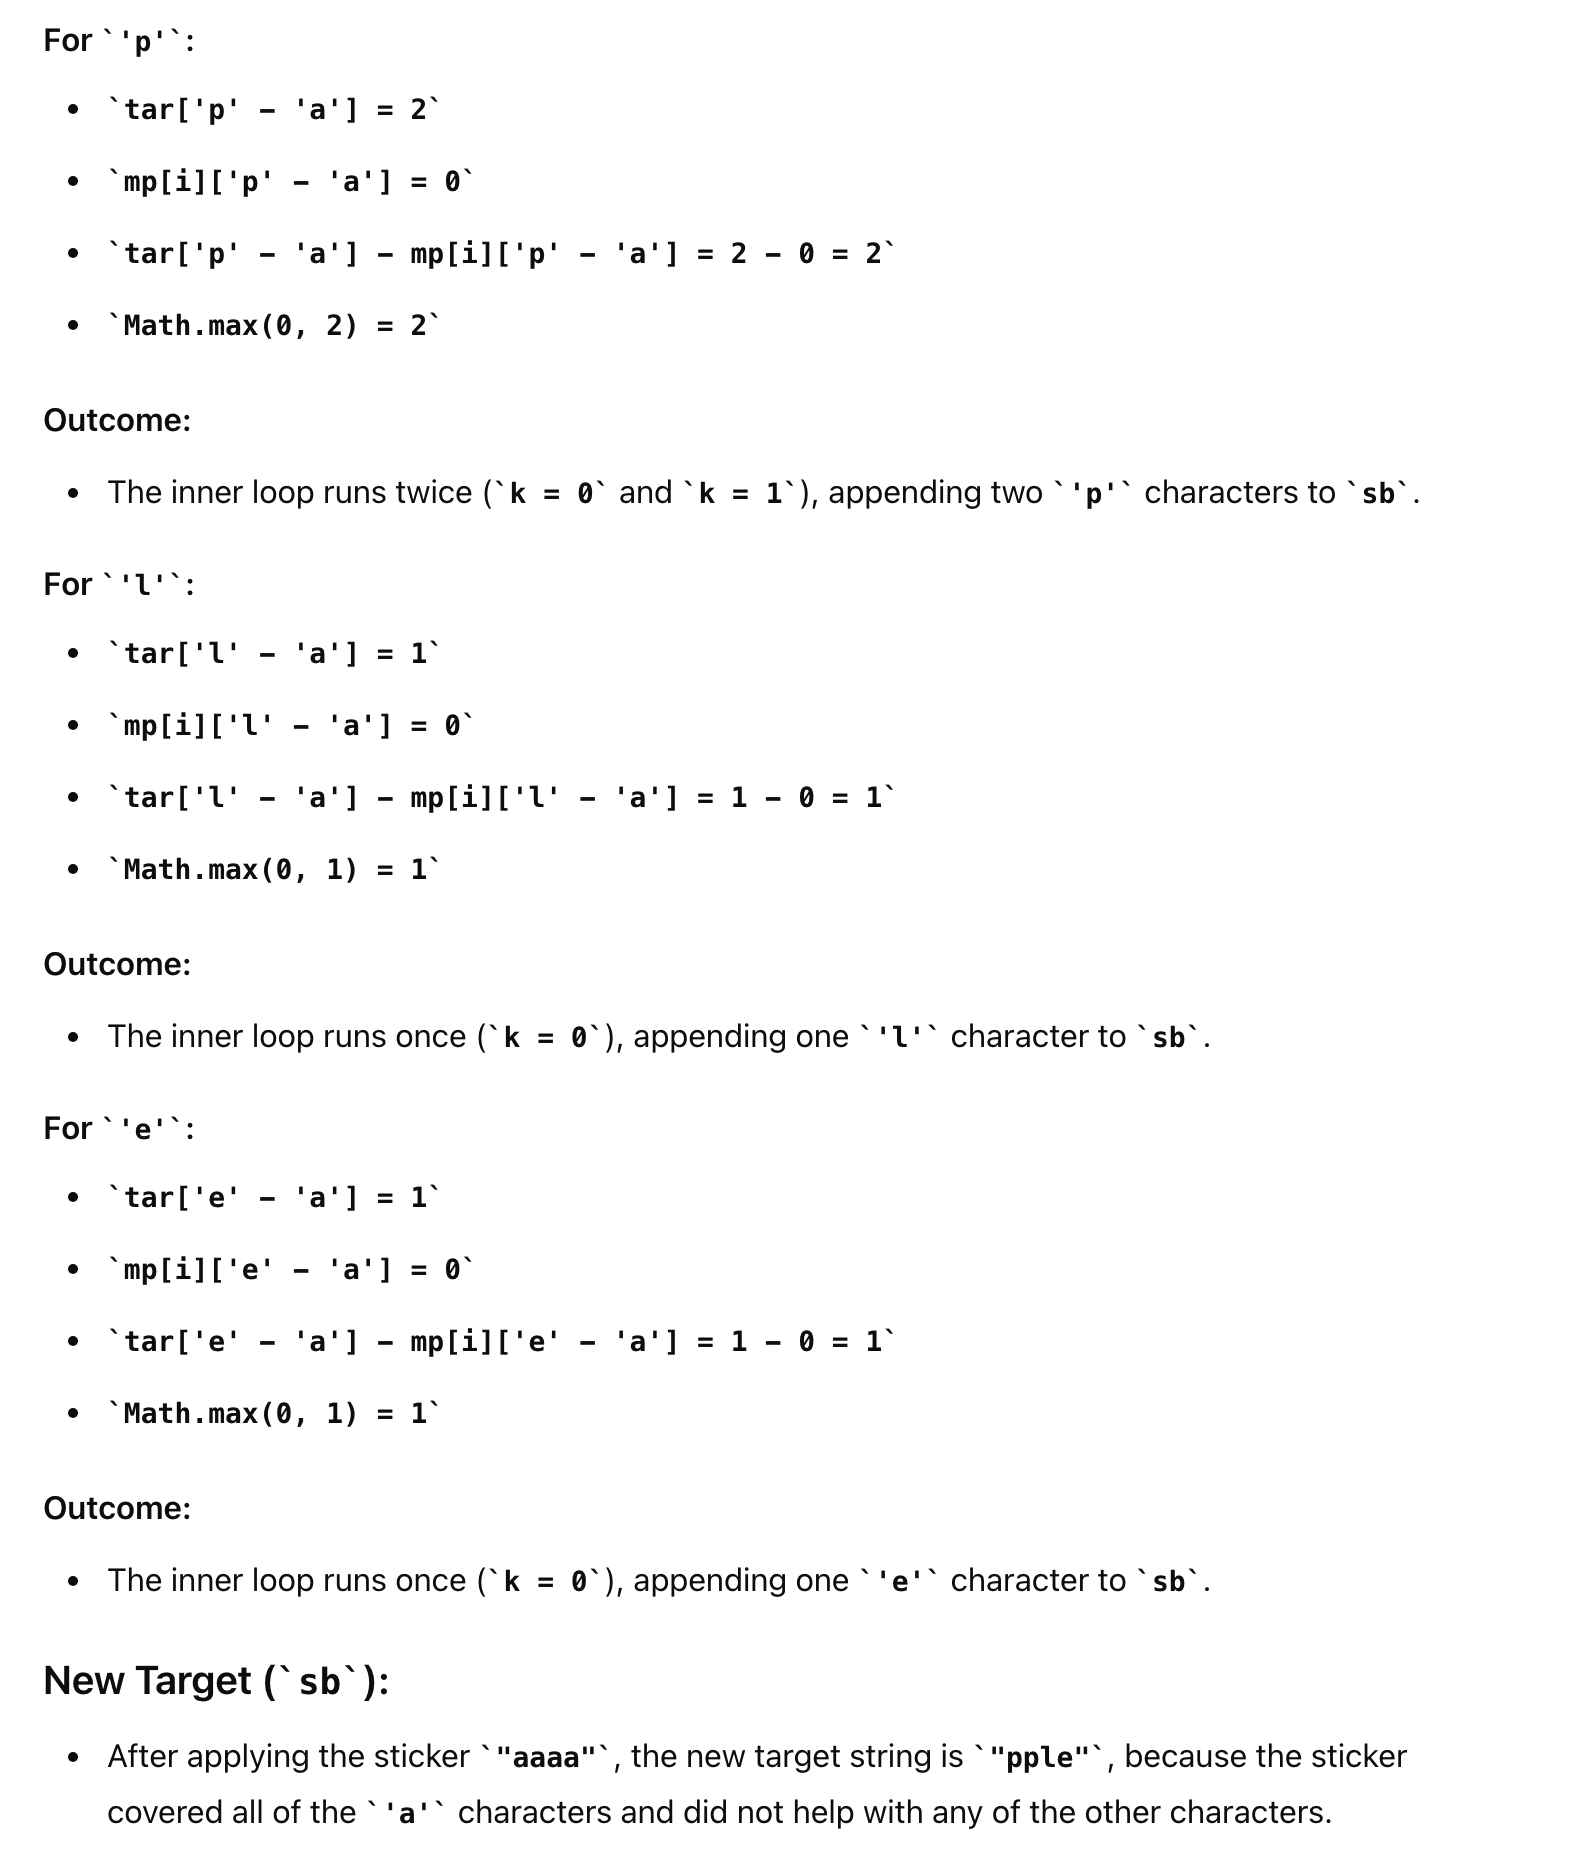 For `'p'`:
• `tar['p' - 'a'] = 2`
• `mp[i]['p' - 'a'] = 0`
• `tar['p' - 'a'] - mp[i]['p' - 'a'] = 2 - 0 = 2`
• `Math.max(0, 2) = 2`
Outcome:
• The inner loop runs twice (`k = 0` and `k = 1`), appending two `'p'` characters to `sb`.
For `'l'`:
• `tar['l' - 'a'] = 1`
• `mp[i]['l' - 'a'] = 0`
• `tar['l' - 'a'] - mp[i]['l' - 'a'] = 1 - 0 = 1`
• `Math.max(0, 1) = 1`
Outcome:
• The inner loop runs once (`k = 0`), appending one `'l'` character to `sb`.
For `'e'`:
• `tar['e' - 'a'] = 1`
• `mp[i]['e' - 'a'] = 0`
• `tar['e' - 'a'] - mp[i]['e' - 'a'] = 1 - 0 = 1`
• `Math.max(0, 1) = 1`
Outcome:
• The inner loop runs once (`k = 0`), appending one `'e'` character to `sb`.
New Target (`sb`):
• After applying the sticker `"aaaa"`, the new target string is `"pple"`, because the sticker
covered all of the `'a'` characters and did not help with any of the other characters.